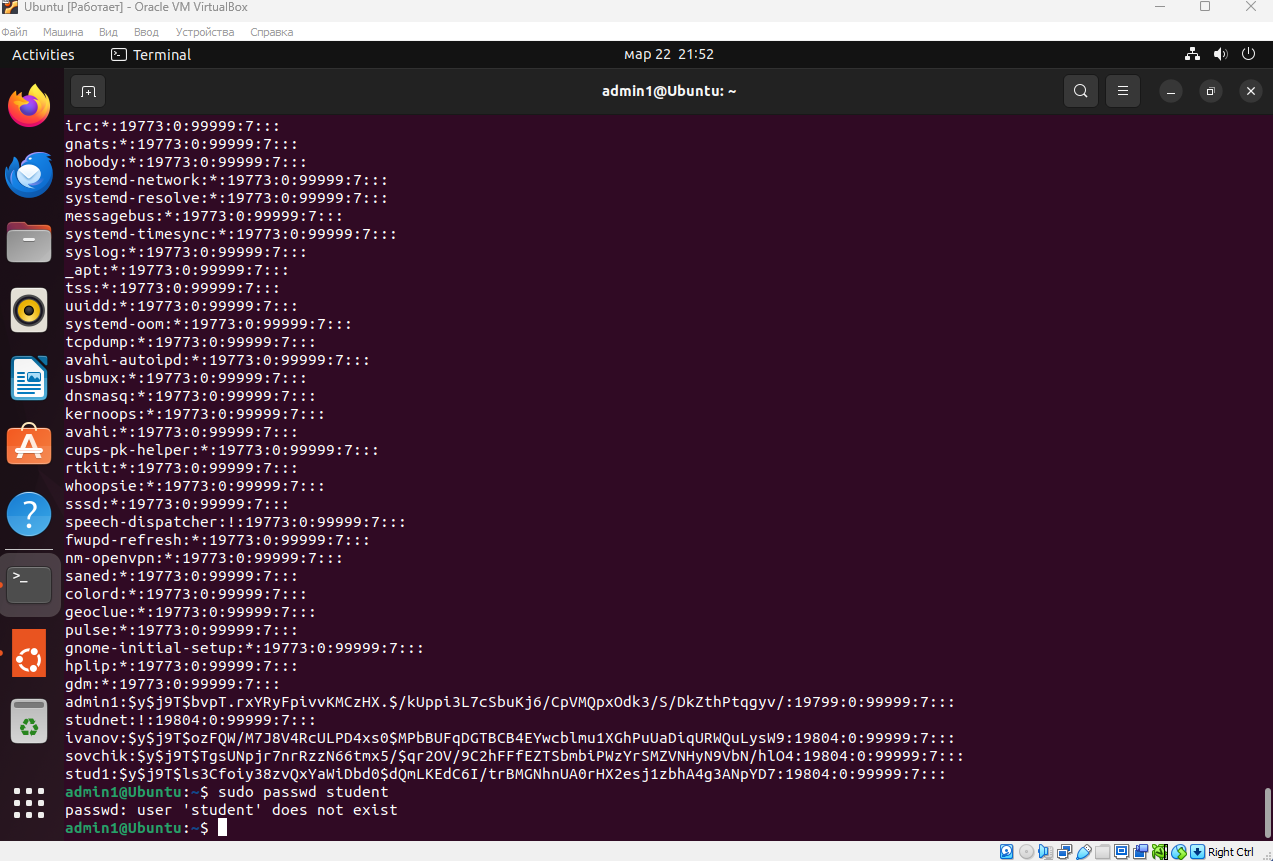 Ubuntu [Работает] - Oracle VM VirtualBox
Файл Машина Вид Ввод Устройства Справка
Activities Terminal мар 22 21:52
admin1@Ubuntu: ~
irc:*:19773:0:99999:7:::
gnats:*:19773:0:99999:7:::
nobody:*:19773:0:99999:7:::
systemd-network:*:19773:0:99999:7:::
systemd-resolve:*:19773:0:99999:7:::
messagebus:*:19773:0:99999:7:::
systemd-timesync:*:19773:0:99999:7:::
syslog:*:19773:0:99999:7:::
_apt:*:19773:0:99999:7:::
tss:*:19773:0:99999:7:::
uuidd:*:19773:0:99999:7:::
systemd-oom:*:19773:0:99999:7:::
tcpdump:*:19773:0:99999:7:::
avahi-autoipd:*:19773:0:99999:7:::
usbmux:*:19773:0:99999:7:::
dnsmasq:*:19773:0:99999:7:::
kernoops:*:19773:0:99999:7:::
avahi:*:19773:0:99999:7:::
cups-pk-helper:*:19773:0:99999:7:::
rtkit:*:19773:0:99999:7:::
whoopsie:*:19773:0:99999:7:::
sssd:*:19773:0:99999:7:::
speech-dispatcher:!:19773:0:99999:7:::
fwupd-refresh:*:19773:0:99999:7:::
nm-openvpn:*:19773:0:99999:7:::
saned:*:19773:0:99999:7:::
colord:*:19773:0:99999:7:::
geoclue:*:19773:0:99999:7:::
pulse:*:19773:0:99999:7:::
gnome-initial-setup:*:19773:0:99999:7:::
hplip:*:19773:0:99999:7:::
gdm:*:19773:0:99999:7:::
admin1:$y$j9T$bvpT.rxYRyFpivvKMCzHX.$/kUppi3L7cSbuKj6/CpVMQpxOdk3/S/DkZthPtqgyv/:19799:0:99999:7:::
studnet:!:19804:0:99999:7:::
ivanov:$y$j9T$ozFQW/M7J8V4RcULPD4xs0$MPbBUFqDGTBCB4EYwcblmu1XGhPuUaDiqURWQuLysW9:19804:0:99999:7:::
sovchik:$y$j9T$TgsUNpjr7nrRzzN66tmx5/$qr2OV/9C2hFFfEZTSbmbiPWzYrSMZVNHyN9VbN/hlO4:19804:0:99999:7:::
stud1:$y$j9T$ls3Cfoiy38zvQxYaWiDbd0$dQmLKEdC6I/trBMGNhnUA0rHX2esj1zbhA4g3ANpYD7:19804:0:99999:7:::
admin1@Ubuntu:~$ sudo passwd student
passwd: user 'student' does not exist
admin1@Ubuntu:~$
Right Ctrl